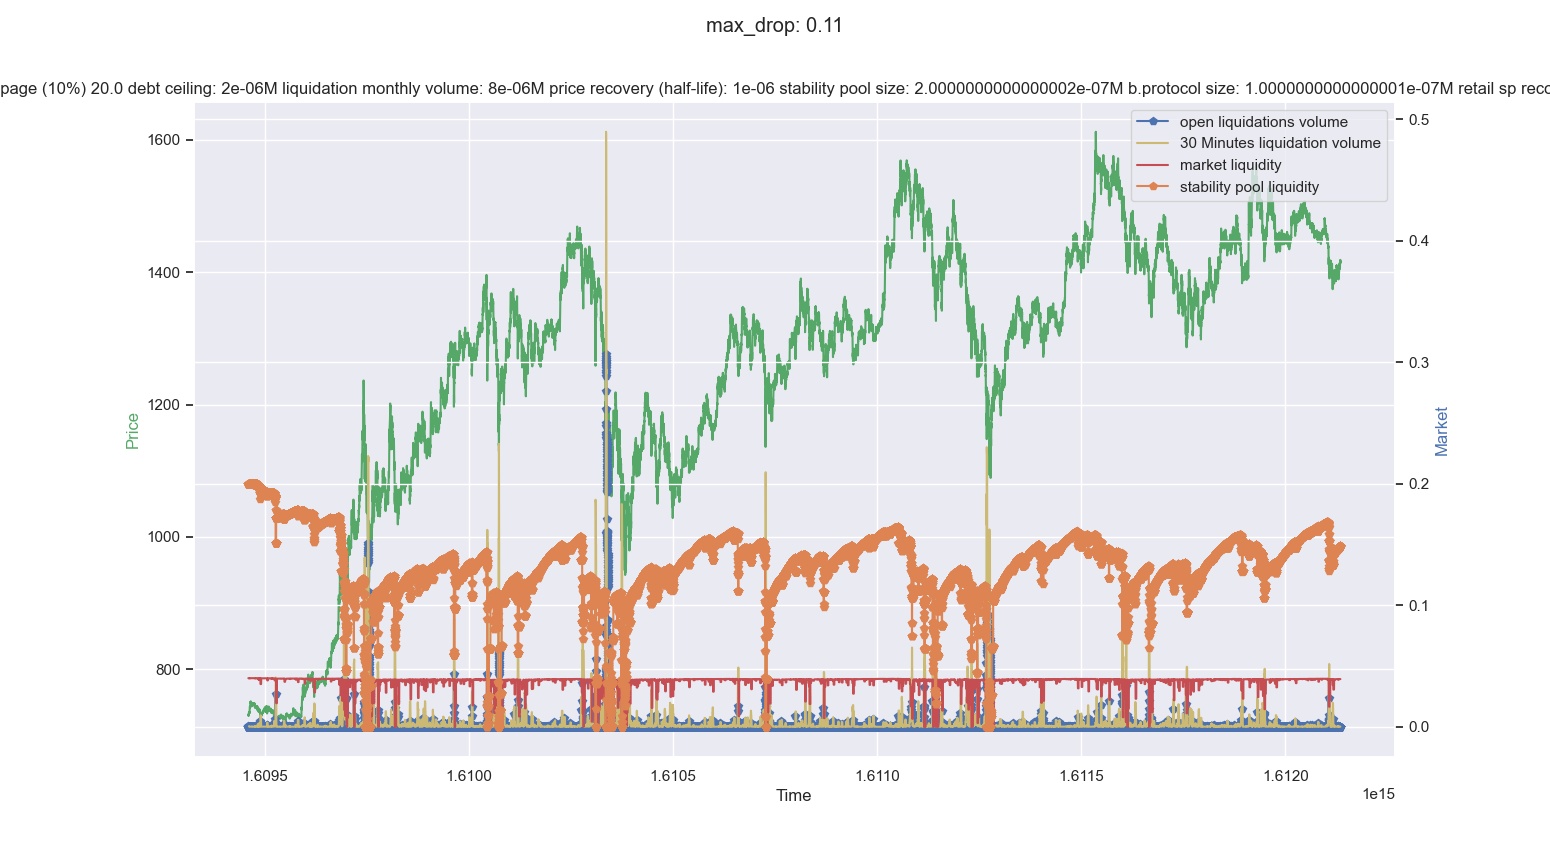 max_drop: 0.11
page (10%) 20.0 debt ceiling: 2e-06M liquidation monthly volume: 8e-06M price recovery (half-life): 1e-06 stability pool size: 2.0000000000000002e-07M b.protocol size: 1.0000000000000001e-07M retail sp reco
open liquidations volume
30 Minutes liquidation volume
market liquidity
stability pool liquidity
1600
1400
1200
1000
800
Price
0.5
0.4
0.3
0.2
0.1
0.0
Market
1.6095 1.6100 1.6105 1.6110 1.6115 1.6120
Time
1e15